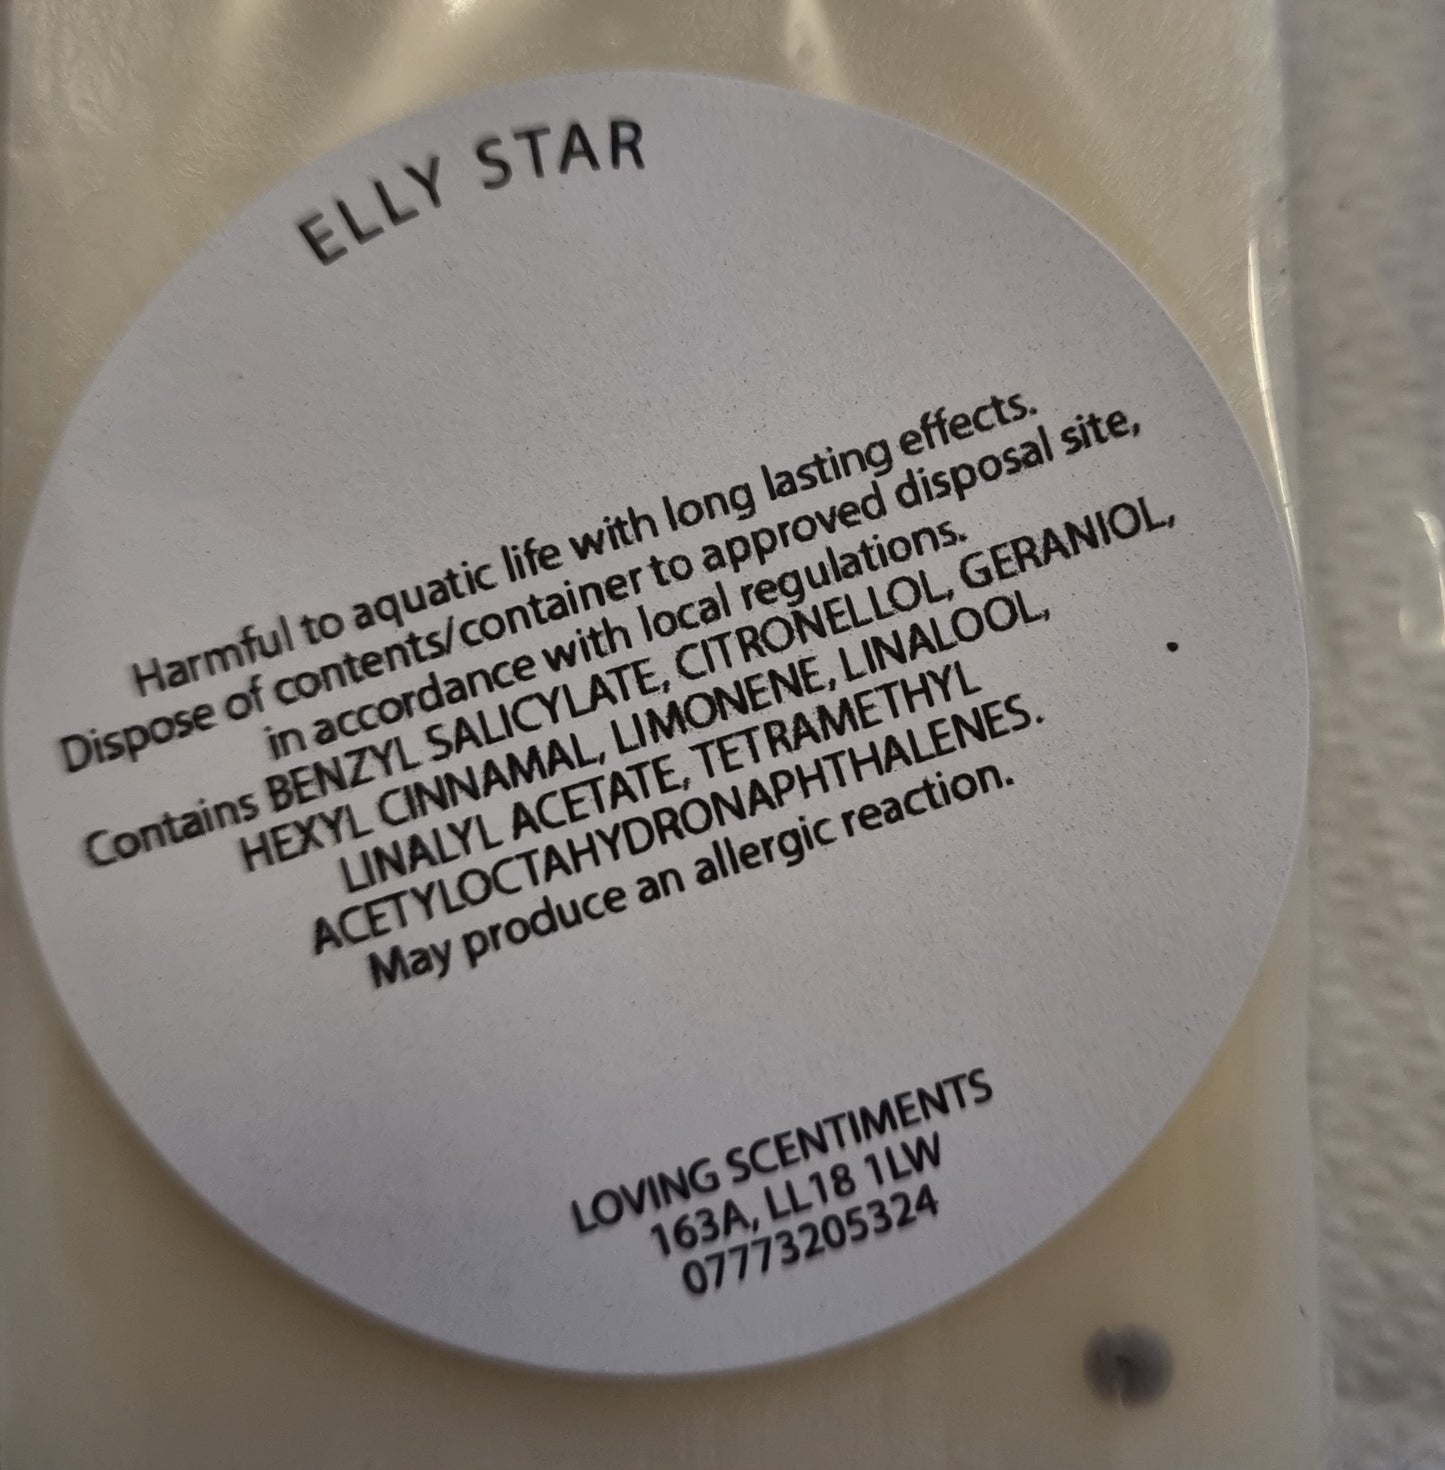 ELLY STAR
Harmful to aquatic life with long lasting effects.
Dispose of contents/container to approved disposal site,
in accordance with local regulations.
Contains BENZYL SALICYLATE, CITRONELLOL, GERANIOL,
HEXYL CINNAMAL, LIMONENE, LINALOOL,
LINALYL ACETATE, TETRAMETHYL
ACETYLOCTAHYDRONAPHTHALENES.
May produce an allergic reaction.
LOVING SCENTIMENTS
163A, LL18 1LW
07773205324